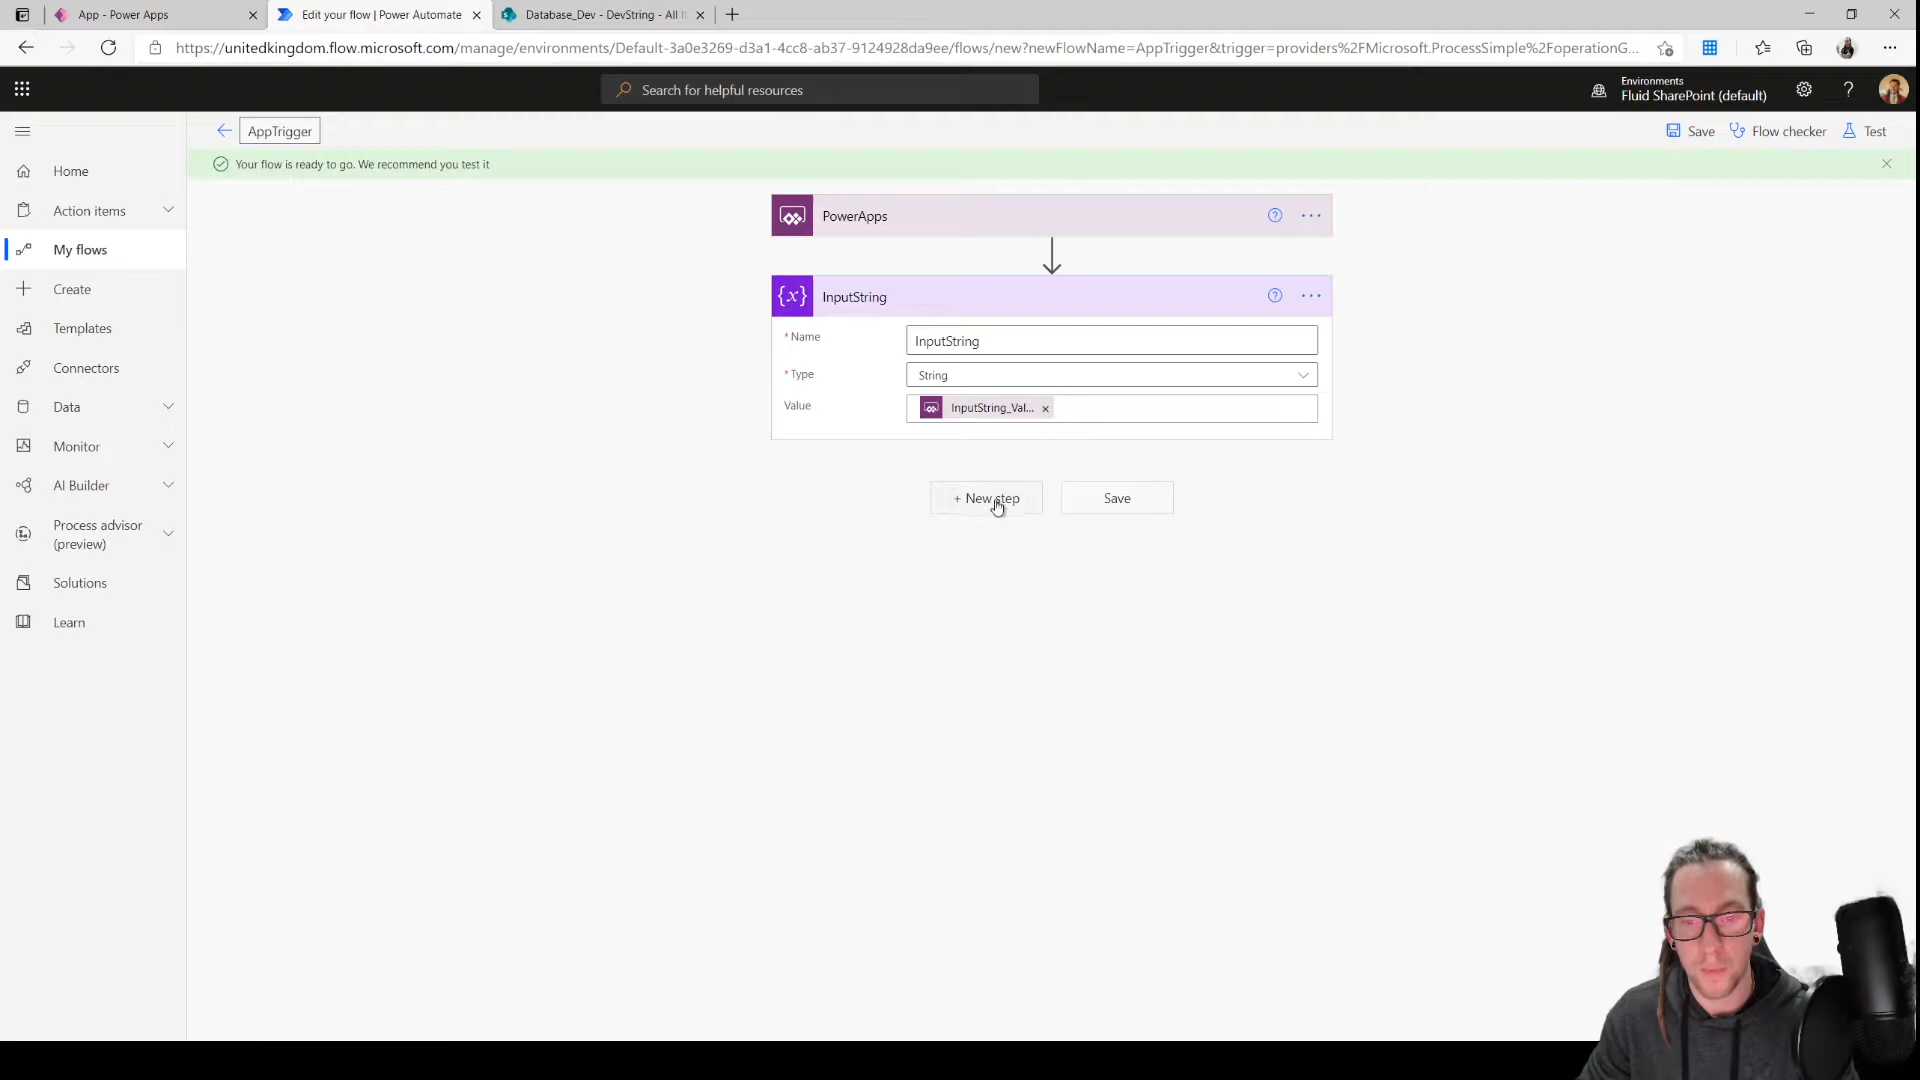 App - Power Apps
Edit your flow | Power Automate
Database_Dev - DevString - All
https://unitedkingdom.flow.microsoft.com/manage/environments/Default-3a0e3269-d3a1-4cc8-ab37-9124928da9ee/flows/new?newFlowName=AppTrigger&trigger=providers%2FMicrosoft.ProcessSimple%2FoperationG...
Search for helpful resources
Environments
Fluid SharePoint (default)
AppTrigger
Save
Flow checker
Test
Your flow is ready to go. We recommend you test it
Home
Action items
My flows
Create
Templates
Connectors
Data
Monitor
AI Builder
Process advisor
(preview)
Solutions
Learn
PowerApps
{x} InputString
* Name
InputString
* Type
String
Value
InputString_Val... ×
+ New step
Save